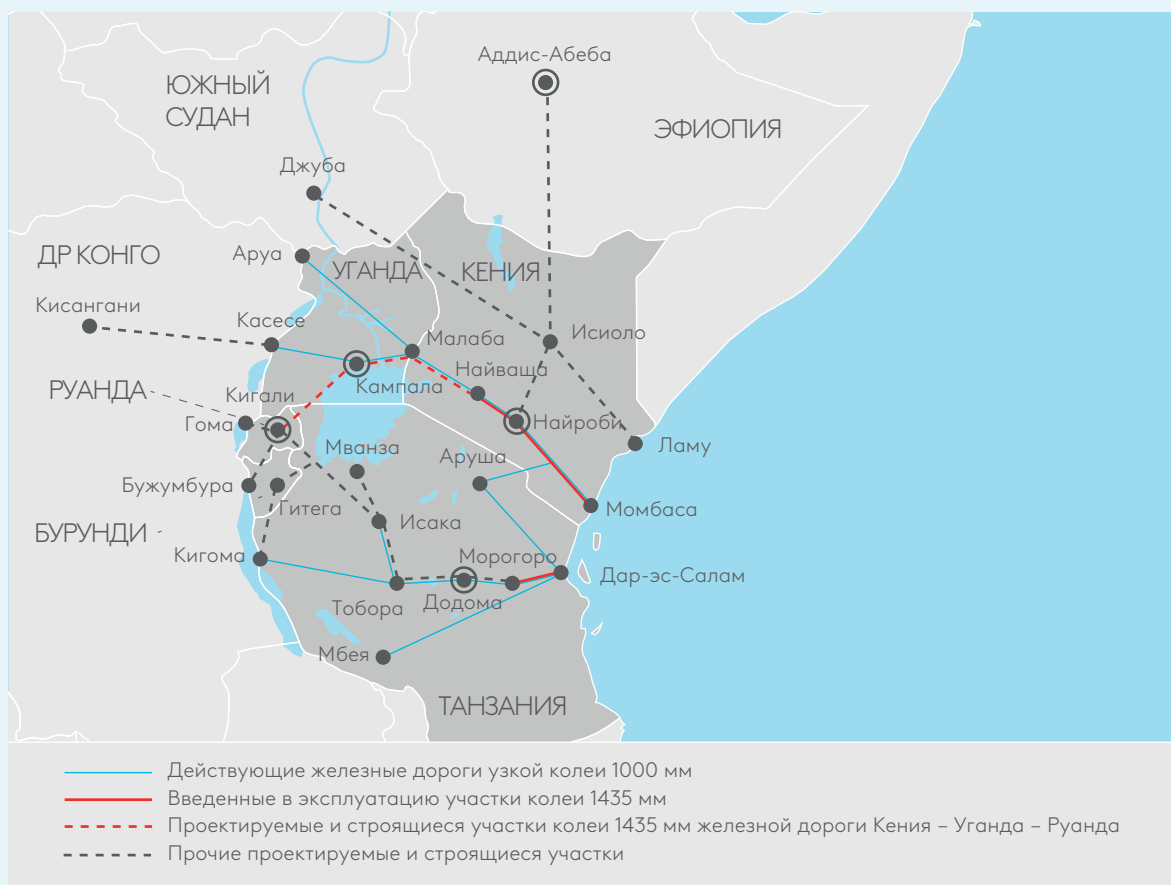 Аддис-Абеба
ЮЖНЫЙ
СУДАН
ЭФИОПИЯ
Джуба
ДР КОНГО
Аруа
УГАНДА
КЕНИЯ
Кисангани
Касесе
Малаба
Исиоло
Найваша
РУАНДА
Кигали
Кампала
Гома
Найроби
Мванза
Аруша
Ламу
Бужумбура
Гитега
Исака
Момбаса
БУРУНДИ
Кигома
Морогоро
Дар-эс-Салам
Тобора
Додома
Мбея
ТАНЗАНИЯ
Действующие железные дороги узкой колеи 1000 мм
Введенные в эксплуатацию участки колеи 1435 мм
Проектируемые и строящиеся участки колеи 1435 мм железной дороги Кения – Уганда – Руанда
Прочие проектируемые и строящиеся участки